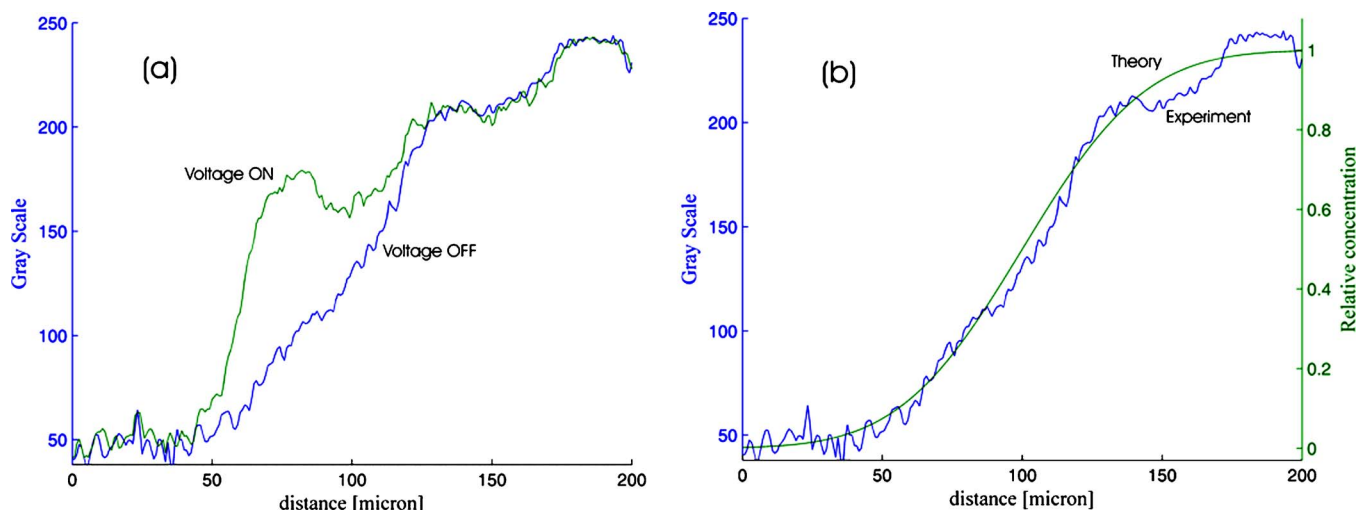 (a)
250
200
150
100
50
Gray Scale
Voltage ON
Voltage OFF
0
50
100
150
200
distance [micron]
(b)
250
200
150
100
50
Gray Scale
Theory
Experiment
1
0.8
0.6
0.4
0.2
0
Relative concentration
0
50
100
150
200
distance [micron]